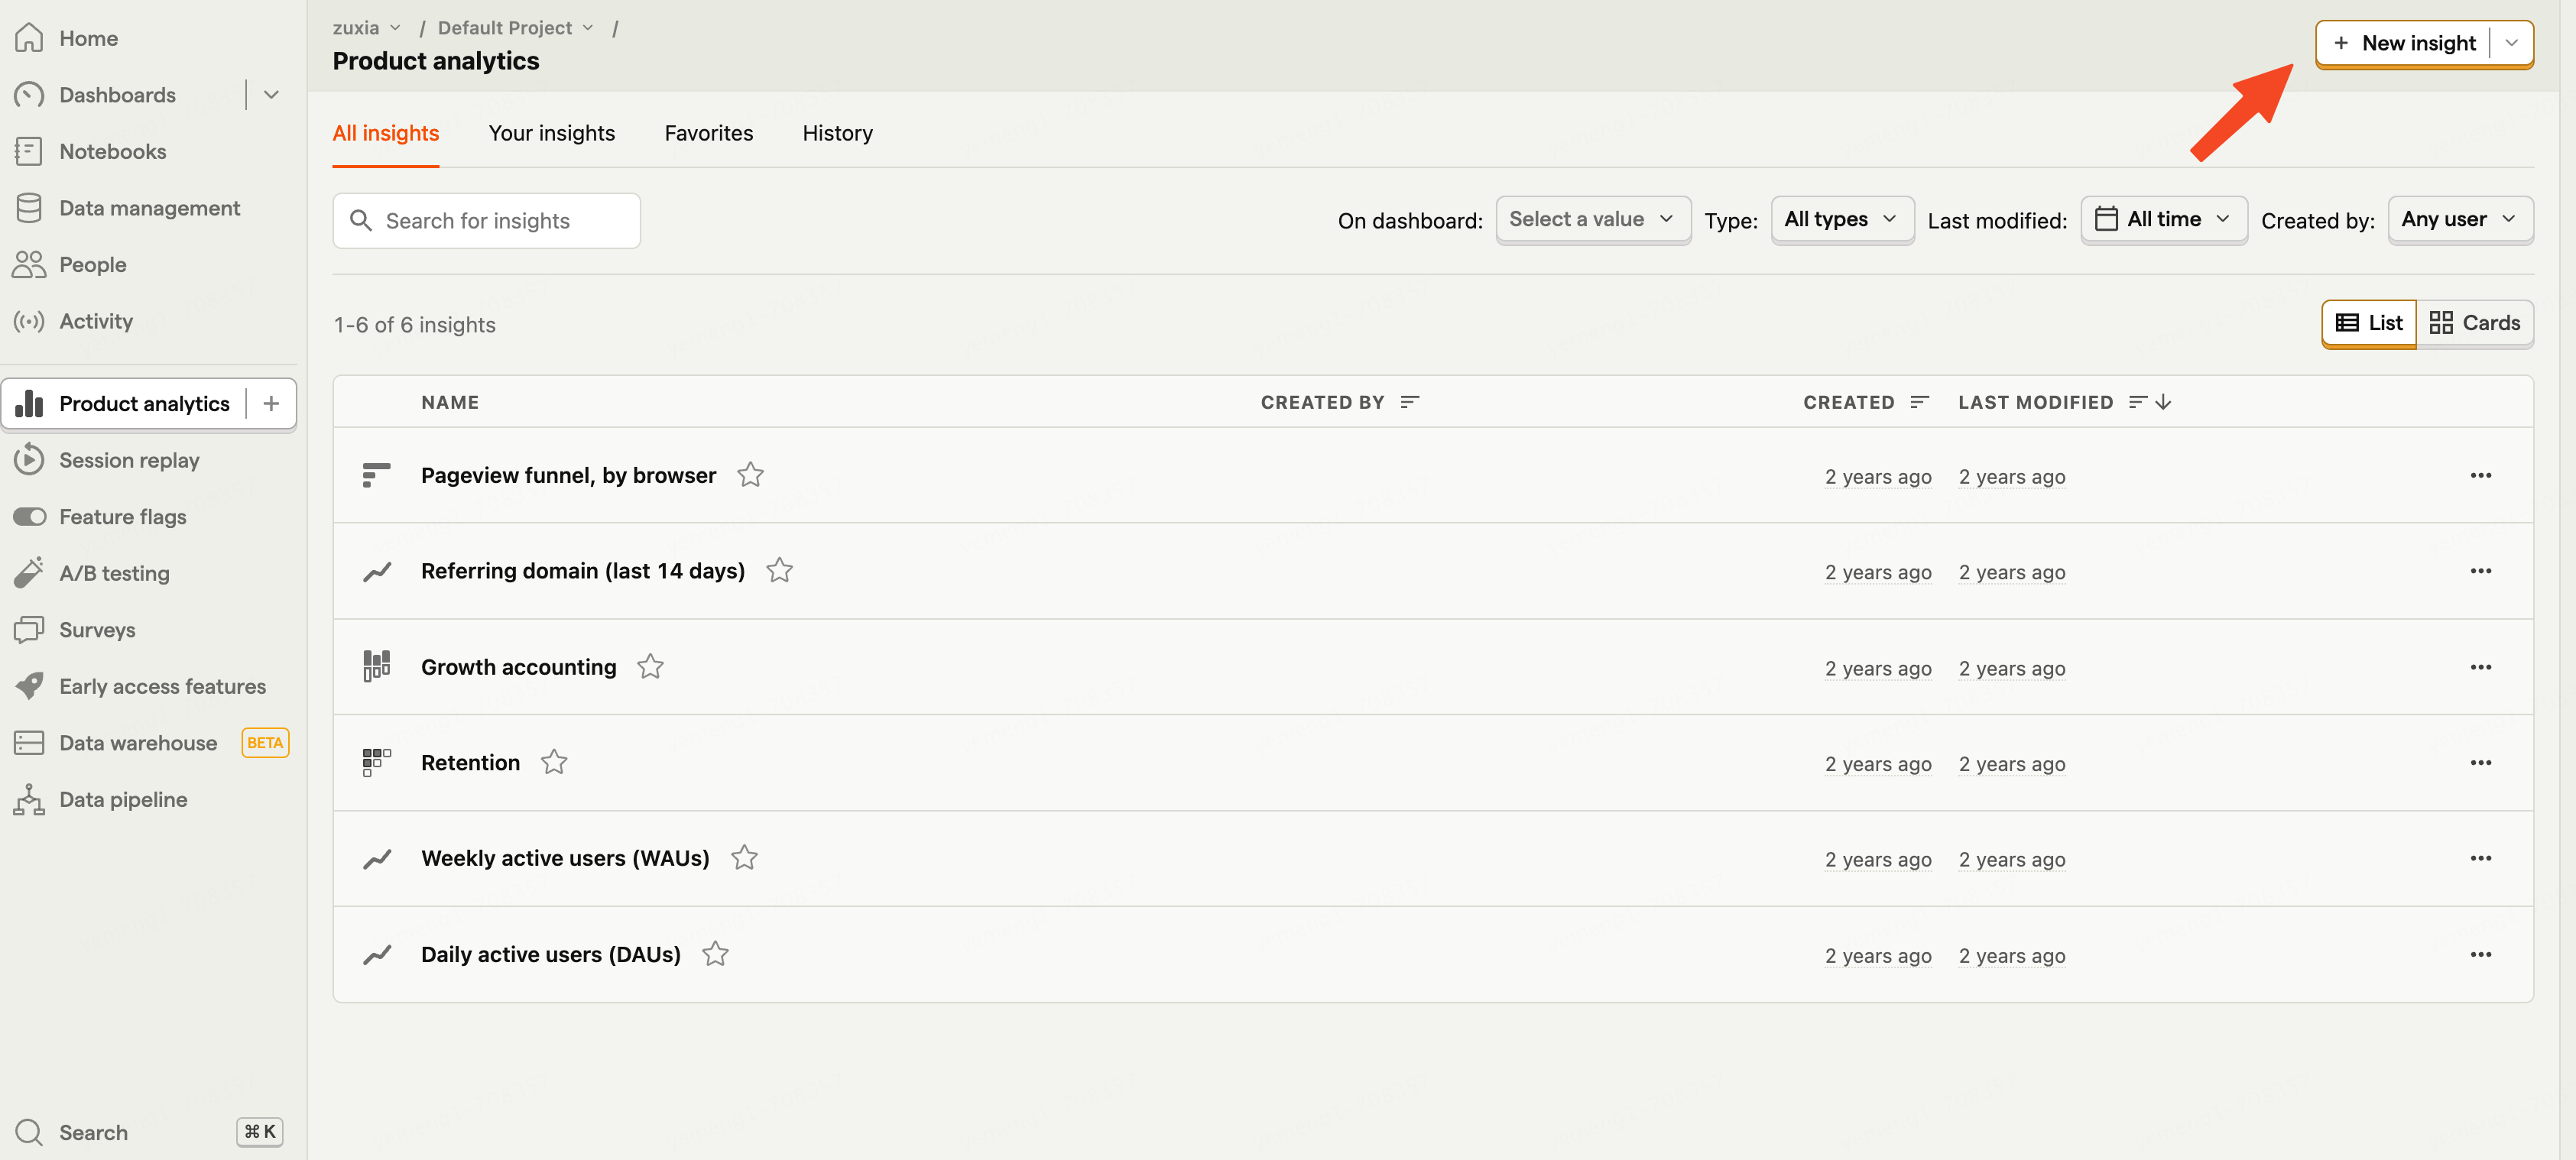 Home
Dashboards
Notebooks
Data management
People
Activity
Product analytics
Session replay
Feature flags
A/B testing
Surveys
Early access features
Data warehouse BETA
Data pipeline
Search ⌘ K
zuxia / Default Project /
Product analytics
+ New insight
All insights Your insights Favorites History
Search for insights
On dashboard: Select a value Type: All types Last modified: All time Created by: Any user
1-6 of 6 insights
List Cards
NAME CREATED BY CREATED LAST MODIFIED
Pageview funnel, by browser 2 years ago 2 years ago
Referring domain (last 14 days) 2 years ago 2 years ago
Growth accounting 2 years ago 2 years ago
Retention 2 years ago 2 years ago
Weekly active users (WAUs) 2 years ago 2 years ago
Daily active users (DAUs) 2 years ago 2 years ago